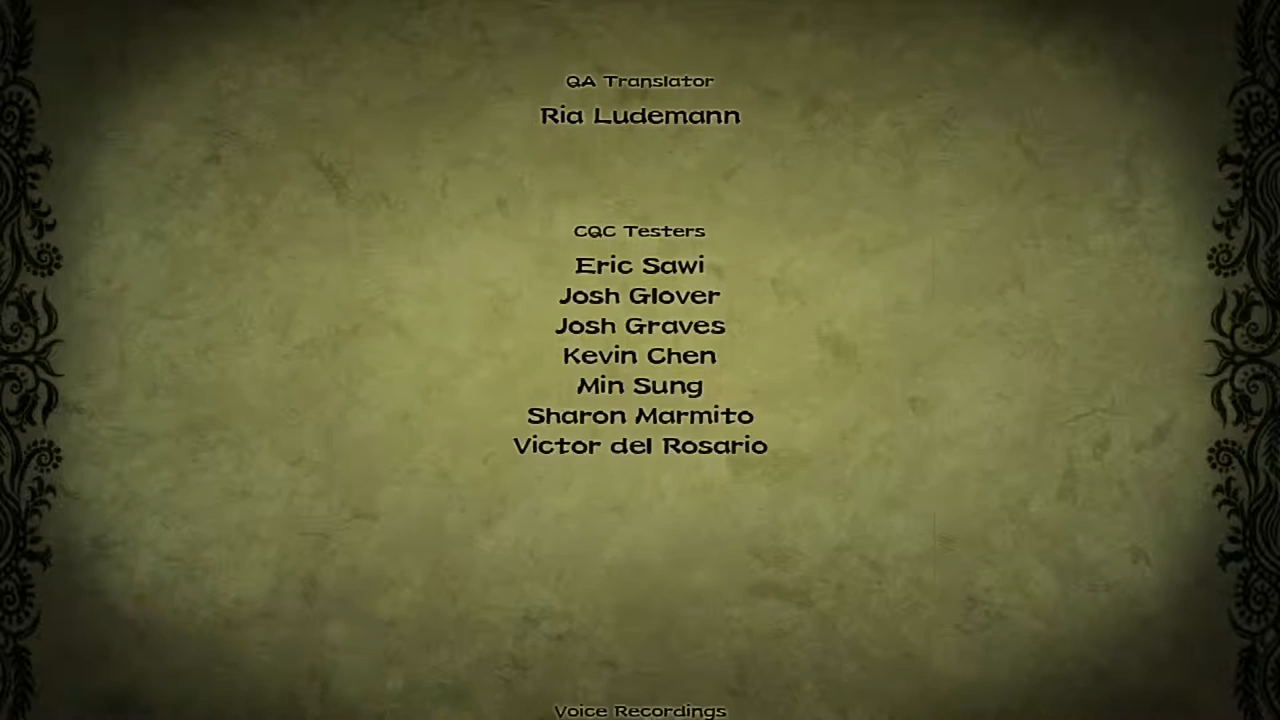 QA Translator
Ria Ludemann
CQC Testers
Eric Sawi
Josh Glover
Josh Graves
Kevin Chen
Min Sung
Sharon Marmito
Victor del Rosario
Voice Recordings